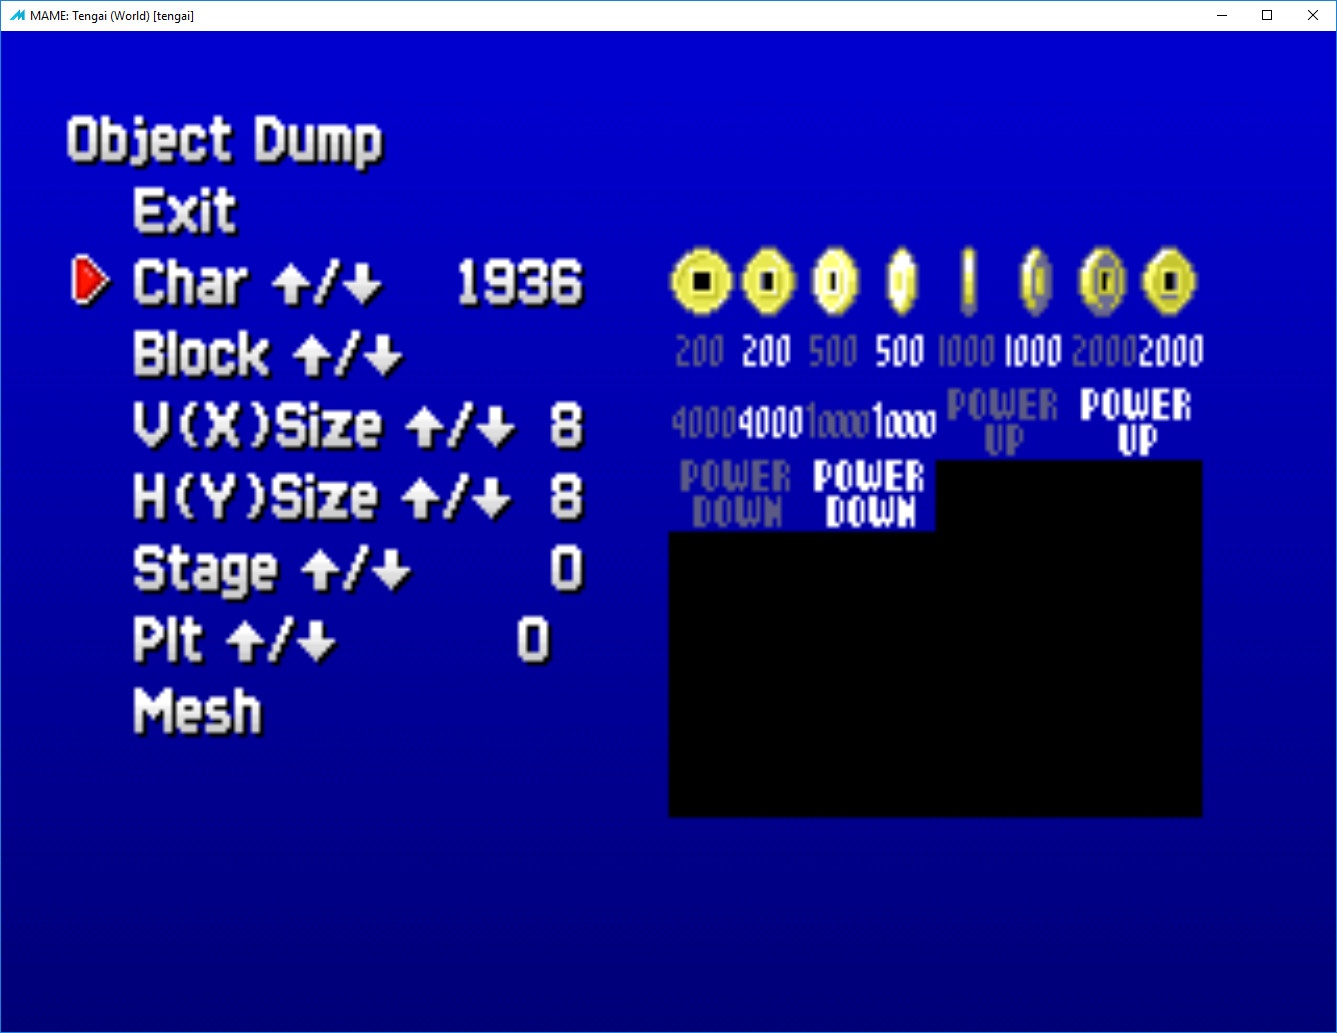 MAME: Tengai (World) [tengai]
Object Dump
Exit
Char ↑/↓ 1936
Block ↑/↓
V(X)Size ↑/↓ 8
H(Y)Size ↑/↓ 8
Stage ↑/↓ 0
Plt ↑/↓ 0
Mesh
200 200 500 500 1000 1000 2000 2000
4000 4000 10000 10000 POWER UP POWER UP
POWER DOWN POWER DOWN